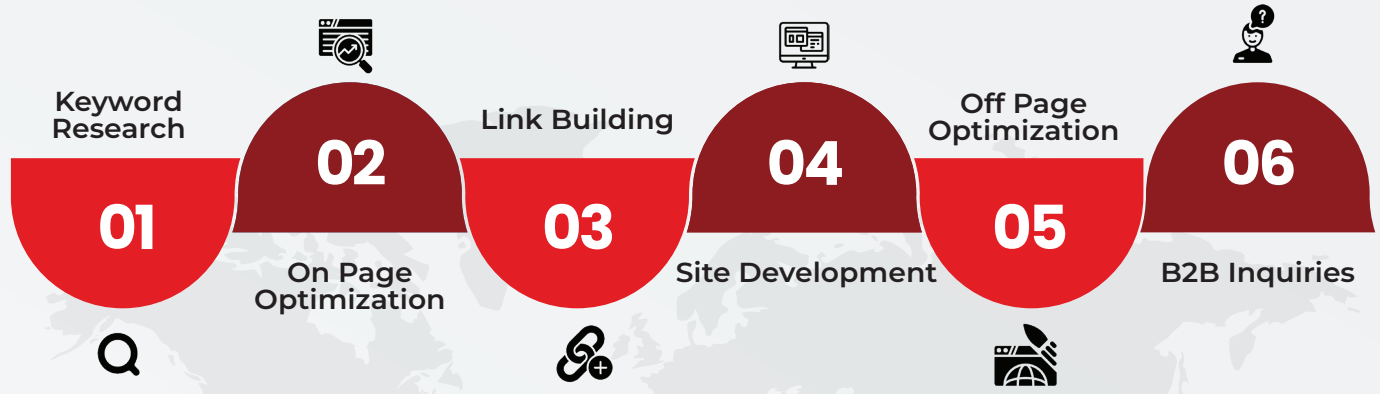 Keyword
Research
01
02
On Page
Optimization
Link Building
03
04
Site Development
Off Page
Optimization
05
?
06
B2B Inquiries